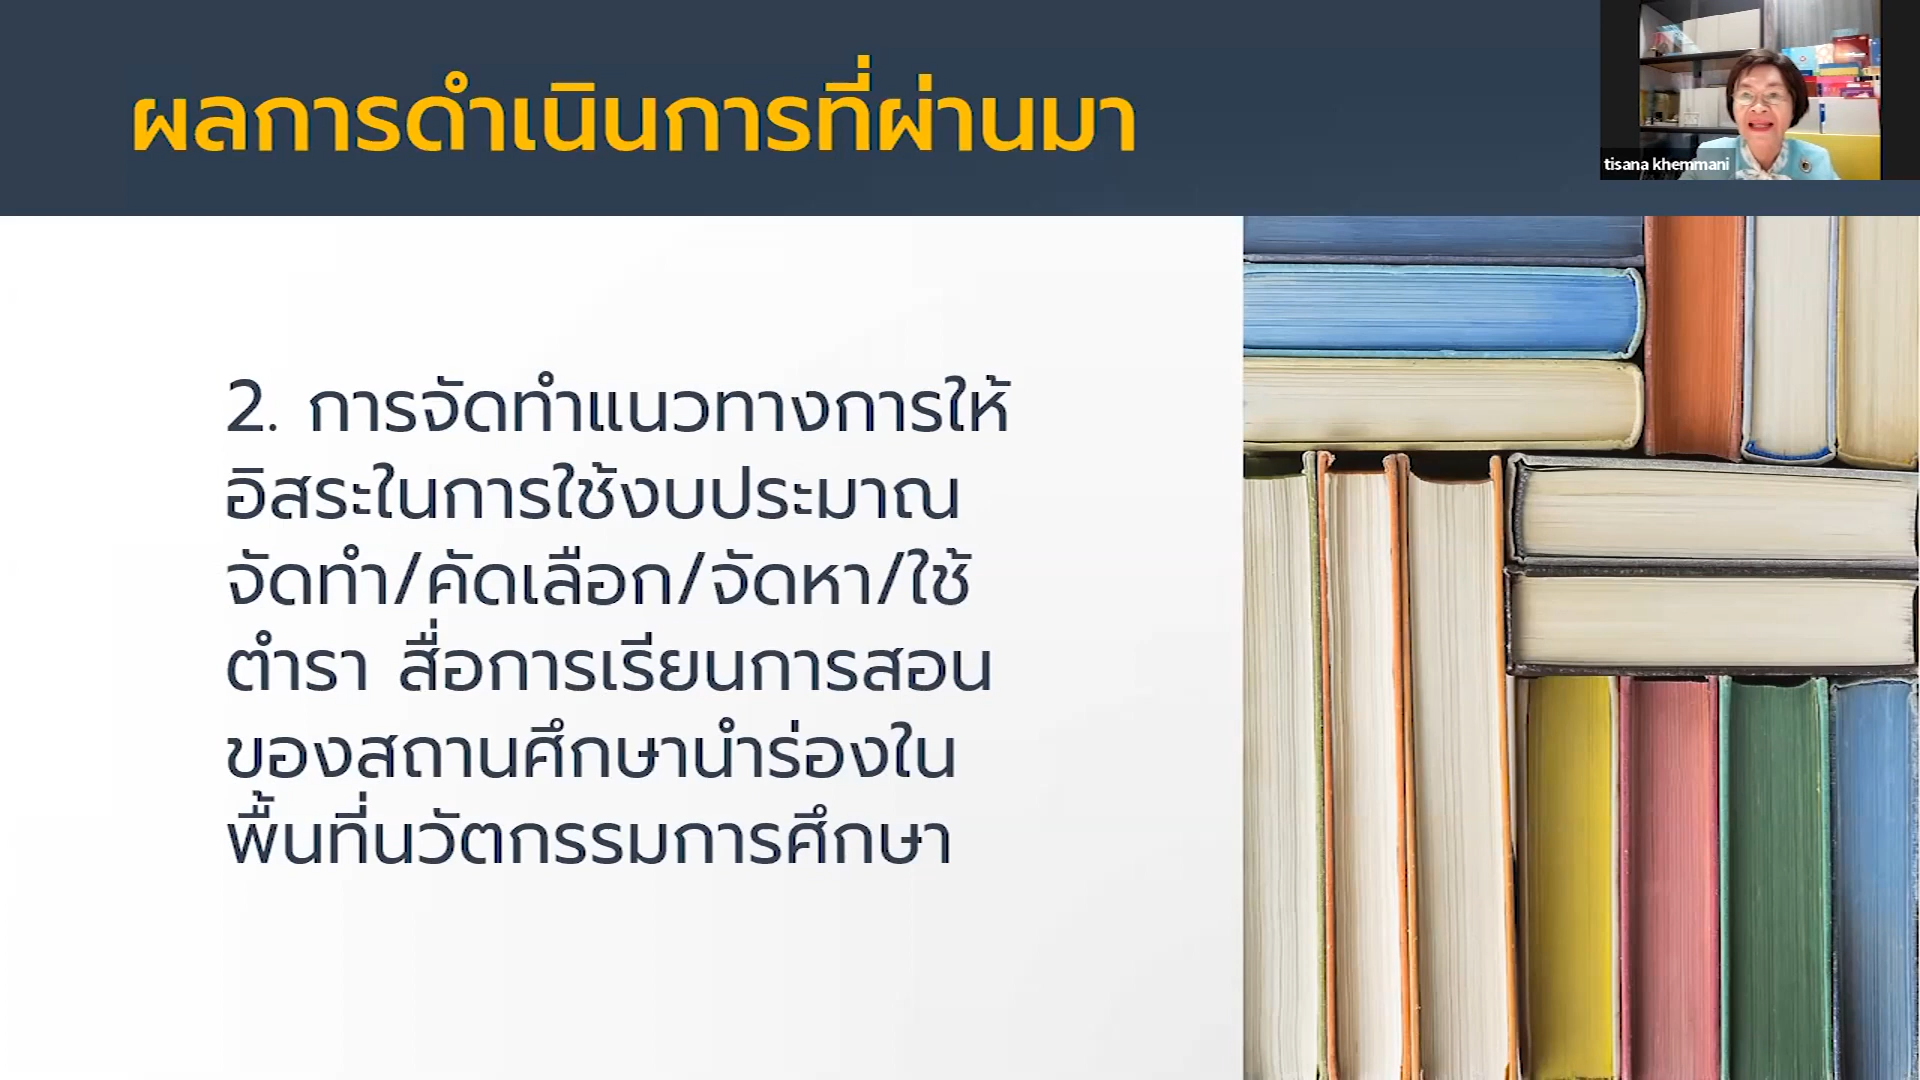 ผลการดำเนินการที่ผ่านมา
tisana khemmani
2. การจัดทำแนวทางการให้
อิสระในการใช้งบประมาณ
จัดทำ/คัดเลือก/จัดหา/ใช้
ตำรา สื่อการเรียนการสอน
ของสถานศึกษานำร่องใน
พื้นที่นวัตกรรมการศึกษา